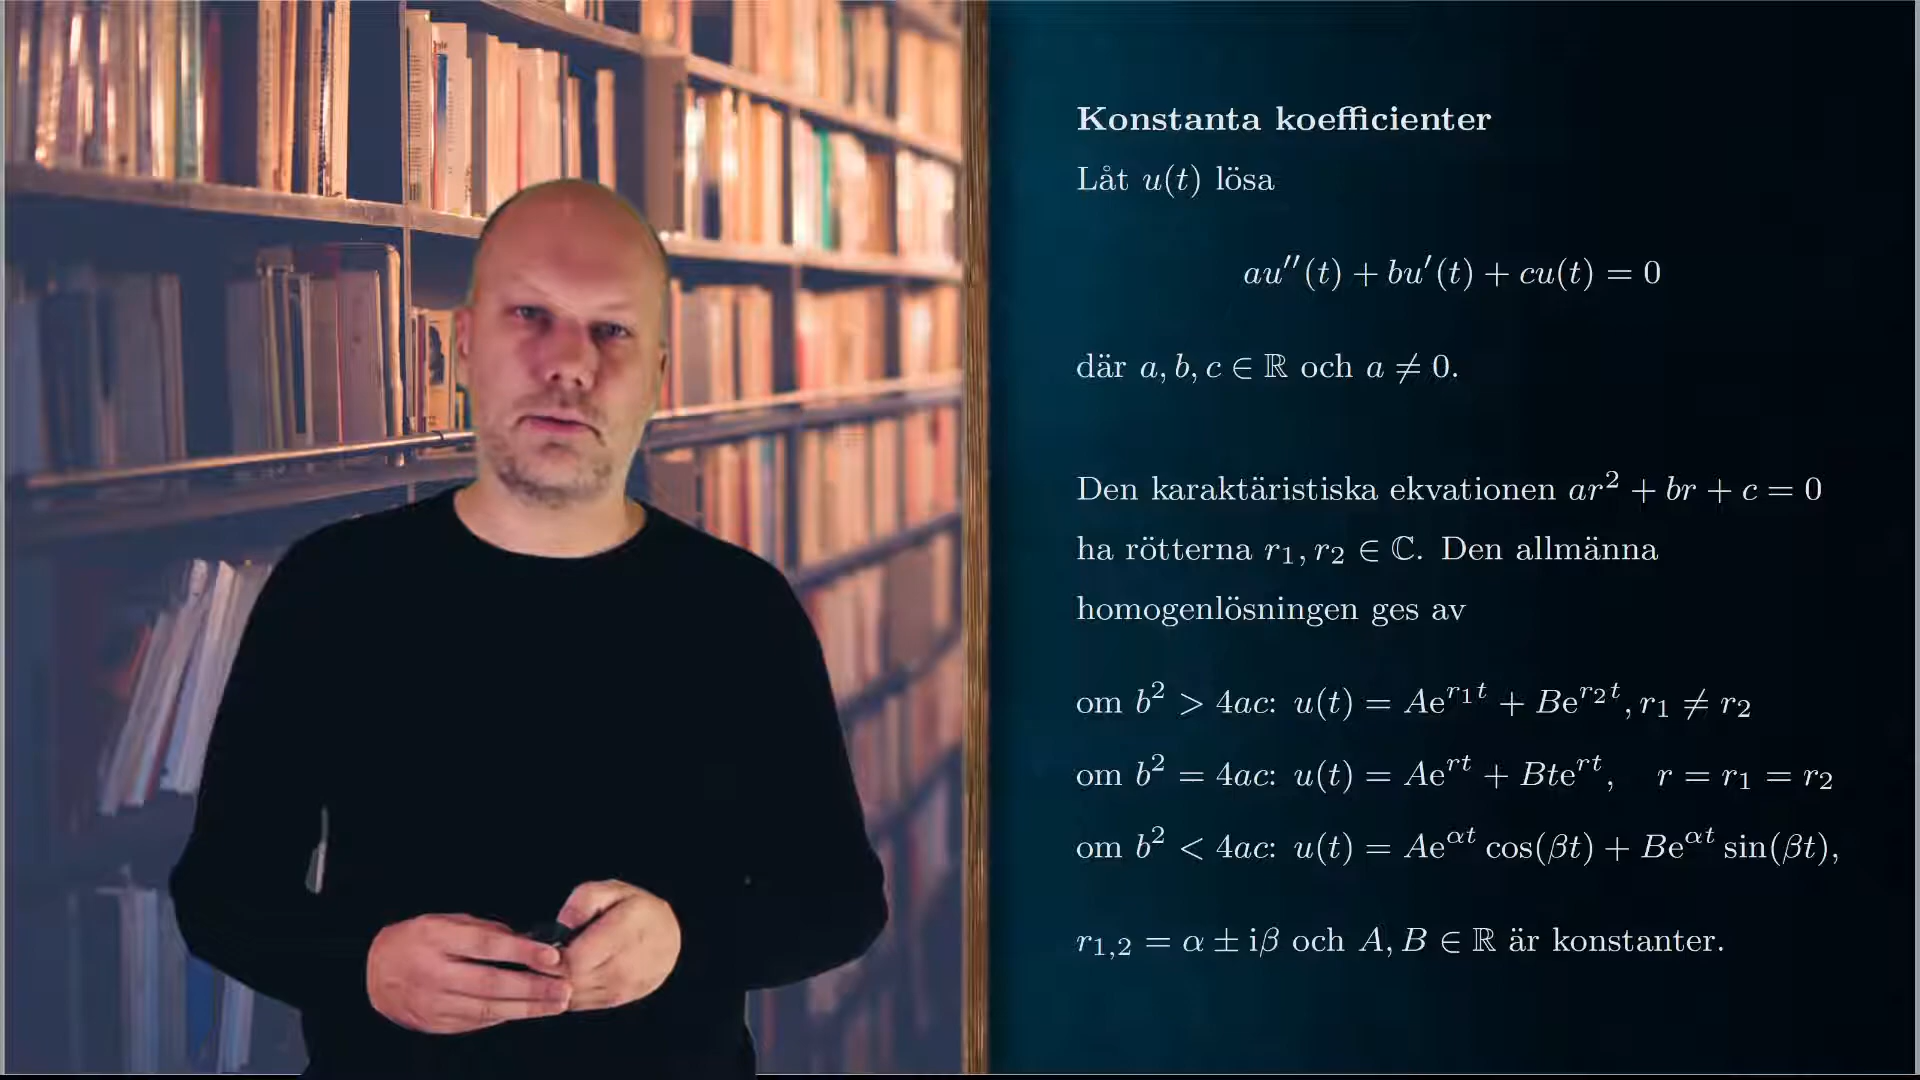 Konstanta koefficienter
Låt u(t) lösa
au′′(t) + bu′(t) + cu(t) = 0
där a, b, c ∈ ℝ och a ≠ 0.
Den karaktäristiska ekvationen ar² + br + c = 0
ha rötterna r₁, r₂ ∈ ℂ. Den allmänna
homogenlösningen ges av
om b² > 4ac: u(t) = Ae^{r₁t} + Be^{r₂t}, r₁ ≠ r₂
om b² = 4ac: u(t) = Ae^{rt} + Bte^{rt}, r = r₁ = r₂
om b² < 4ac: u(t) = Ae^{αt} cos(βt) + Be^{αt} sin(βt),
r₁,₂ = α ± iβ och A, B ∈ ℝ är konstanter.